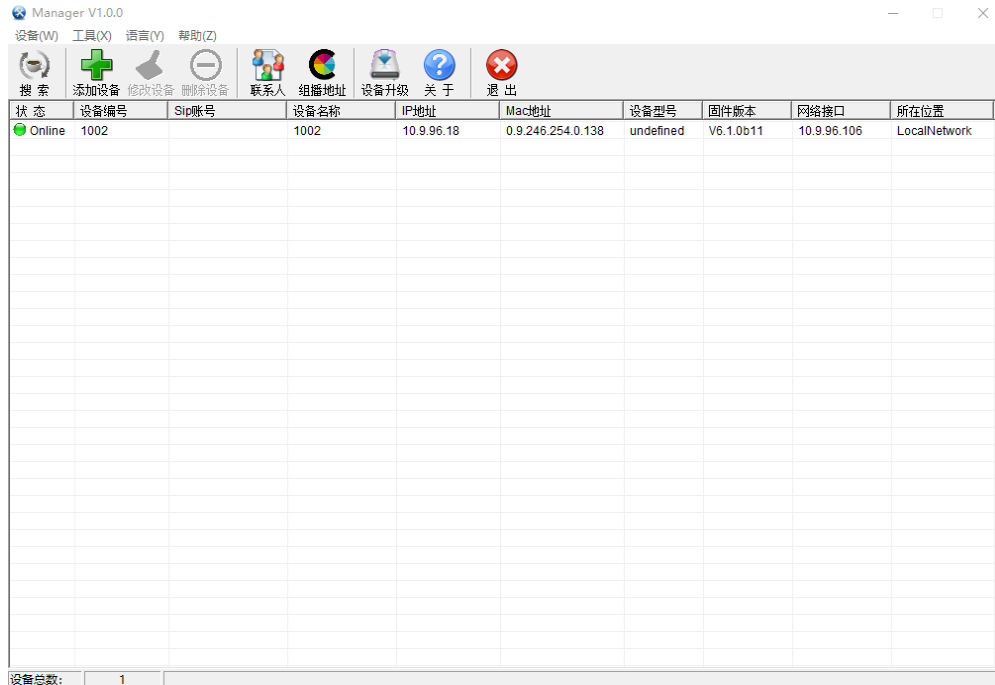 Manager V1.0.0
设备(W) 工具(X) 语言(Y) 帮助(Z)
搜 索 添加设备 修改设备 删除设备 联系人 组播地址 设备升级 关 于 退 出
状 态 设备编号 Sip账号 设备名称 IP地址 Mac地址 设备型号 固件版本 网络接口 所在位置
Online 1002 1002 10.9.96.18 0.9.246.254.0.138 undefined V6.1.0b11 10.9.96.106 LocalNetwork
设备总数: 1